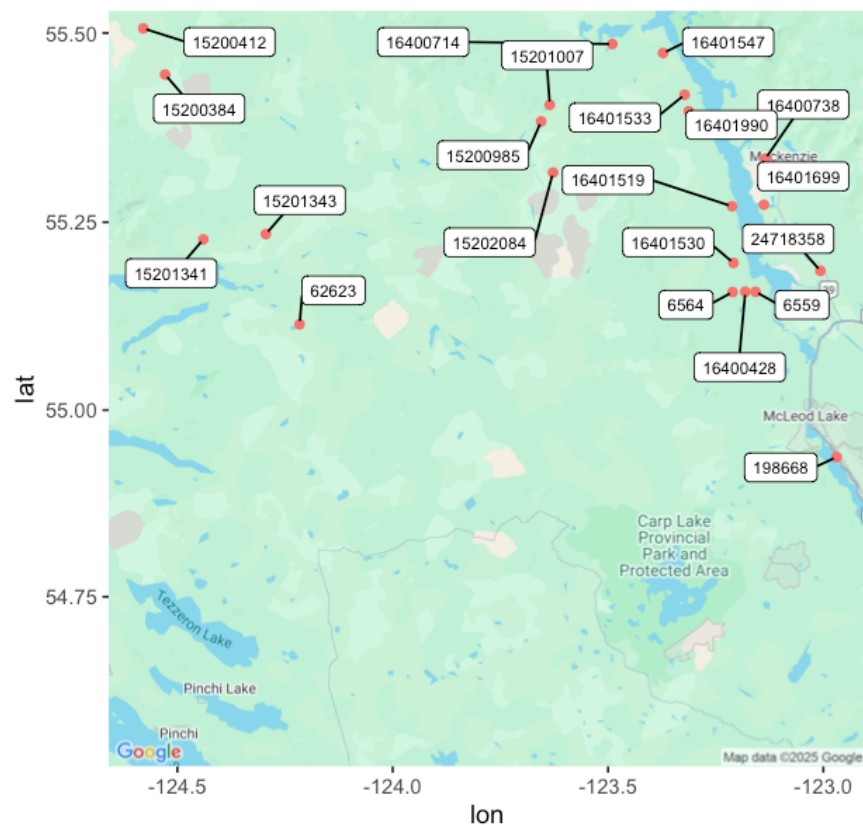 55.50
15200412
16400714
16401547
15201007
15200384
16401533
16400738
16401990
15200985
Mackenzie
16401519
16401699
15201343
15202084
16401530
24718358
15201341
62623
39
6564
6559
16400428
55.25
55.00
McLeod Lake
198668
Carp Lake
Provincial
Park and
Protected Area
54.75
Tezzeron Lake
Pinchi Lake
Pinchi
Google
Map data ©2025 Google
-124.5
-124.0
-123.5
-123.0
lon
lat